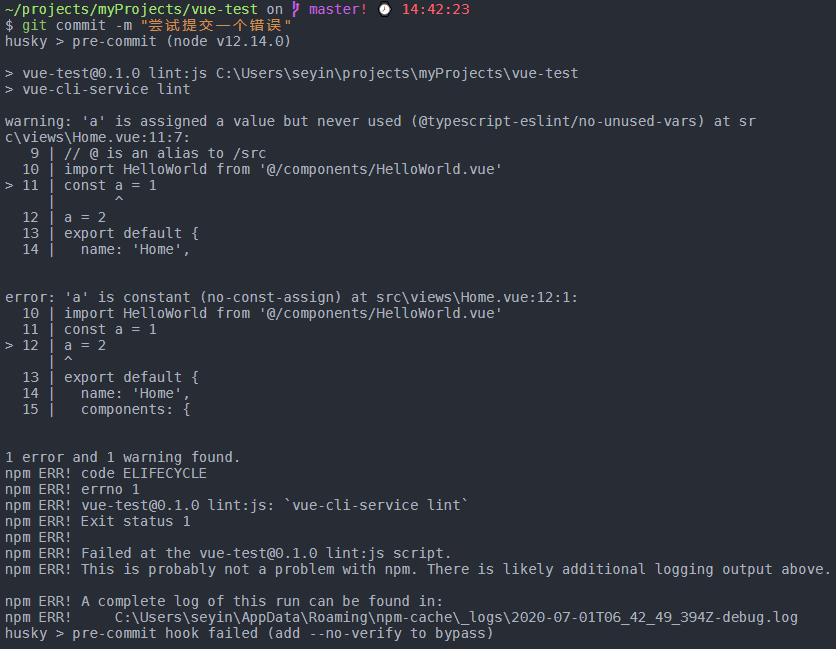 ~/projects/myProjects/vue-test on master! 14:42:23
$ git commit -m "尝试提交一个错误"
husky > pre-commit (node v12.14.0)
> vue-test@0.1.0 lint:js C:\Users\seyin\projects\myProjects\vue-test
> vue-cli-service lint
warning: 'a' is assigned a value but never used (@typescript-eslint/no-unused-vars) at sr
c\views\Home.vue:11:7:
   9 | // @ is an alias to /src
  10 | import HelloWorld from '@/components/HelloWorld.vue'
> 11 | const a = 1
     |       ^
  12 | a = 2
  13 | export default {
  14 |   name: 'Home',
error: 'a' is constant (no-const-assign) at src\views\Home.vue:12:1:
  10 | import HelloWorld from '@/components/HelloWorld.vue'
  11 | const a = 1
> 12 | a = 2
     | ^
  13 | export default {
  14 |   name: 'Home',
  15 |   components: {
1 error and 1 warning found.
npm ERR! code ELIFECYCLE
npm ERR! errno 1
npm ERR! vue-test@0.1.0 lint:js: `vue-cli-service lint`
npm ERR! Exit status 1
npm ERR!
npm ERR! Failed at the vue-test@0.1.0 lint:js script.
npm ERR! This is probably not a problem with npm. There is likely additional logging output above.
npm ERR! A complete log of this run can be found in:
npm ERR!     C:\Users\seyin\AppData\Roaming\npm-cache\_logs\2020-07-01T06_42_49_394Z-debug.log
husky > pre-commit hook failed (add --no-verify to bypass)